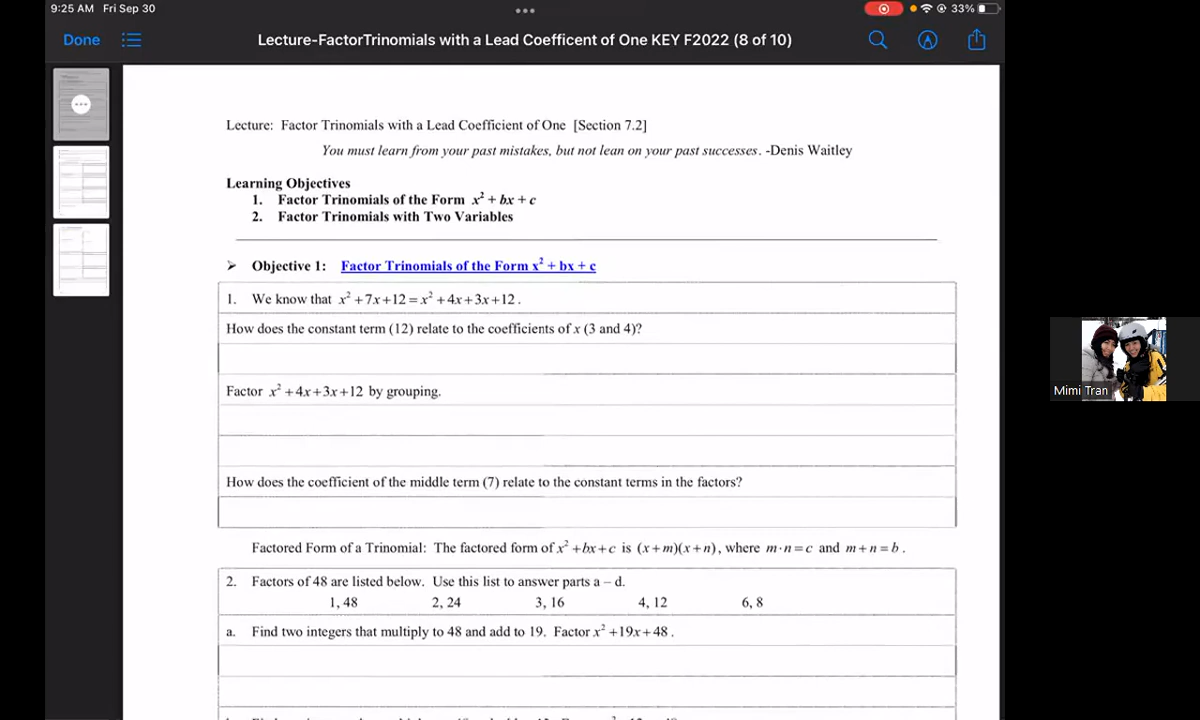 9:25 AM Fri Sep 30
33%
Done
Lecture-FactorTrinomials with a Lead Coefficent of One KEY F2022 (8 of 10)
Lecture: Factor Trinomials with a Lead Coefficient of One [Section 7.2]
You must learn from your past mistakes, but not lean on your past successes. -Denis Waitley
Learning Objectives
1. Factor Trinomials of the Form x² + bx + c
2. Factor Trinomials with Two Variables
➢ Objective 1: Factor Trinomials of the Form x² + bx + c
1. We know that x² + 7x + 12 = x² + 4x + 3x + 12.
How does the constant term (12) relate to the coefficients of x (3 and 4)?
Factor x² + 4x + 3x + 12 by grouping.
How does the coefficient of the middle term (7) relate to the constant terms in the factors?
Factored Form of a Trinomial: The factored form of x² + bx + c is (x + m)(x + n), where m · n = c and m + n = b.
2. Factors of 48 are listed below. Use this list to answer parts a – d.
1, 48 2, 24 3, 16 4, 12 6, 8
a. Find two integers that multiply to 48 and add to 19. Factor x² + 19x + 48.
Mimi Tran